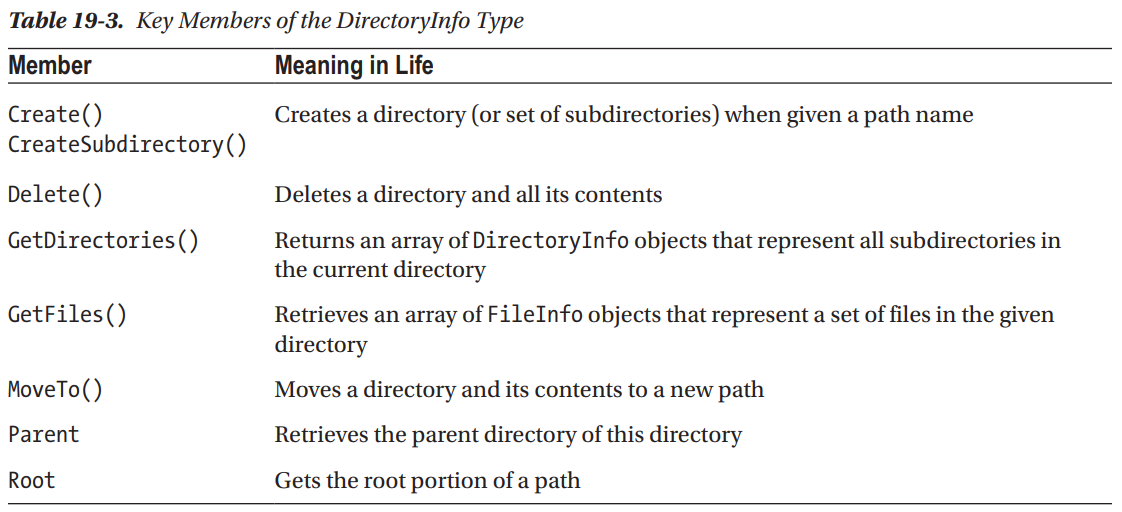 Table 19-3. Key Members of the DirectoryInfo Type
Member Meaning in Life
Create() Creates a directory (or set of subdirectories) when given a path name
CreateSubdirectory()
Delete() Deletes a directory and all its contents
GetDirectories() Returns an array of DirectoryInfo objects that represent all subdirectories in
the current directory
GetFiles() Retrieves an array of FileInfo objects that represent a set of files in the given
directory
MoveTo() Moves a directory and its contents to a new path
Parent Retrieves the parent directory of this directory
Root Gets the root portion of a path